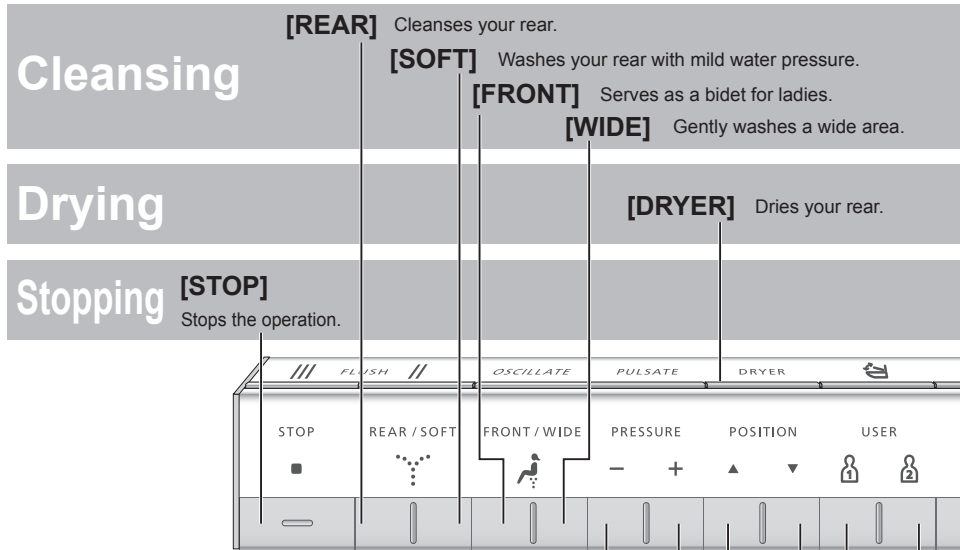 Cleansing
[REAR] Cleanses your rear.
[SOFT] Washes your rear with mild water pressure.
[FRONT] Serves as a bidet for ladies.
[WIDE] Gently washes a wide area.
Drying
[DRYER] Dries your rear.
Stopping
[STOP]
Stops the operation.
FLUSH OSCILLATE PULSATE DRYER
STOP REAR / SOFT FRONT / WIDE PRESSURE POSITION USER
− + ▲ ▼ 1 2